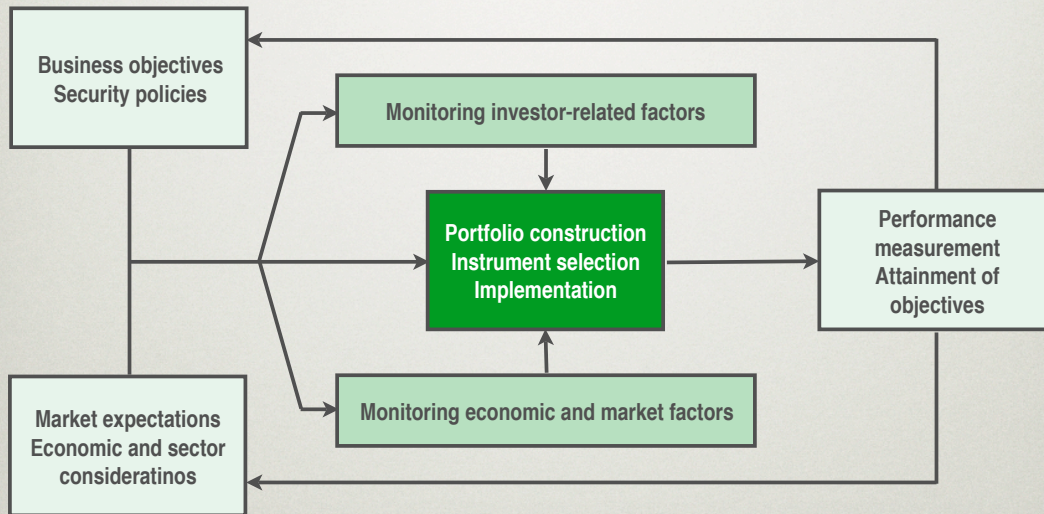 Business objectives
Security policies
Monitoring investor-related factors
Portfolio construction
Instrument selection
Implementation
Performance
measurement
Attainment of
objectives
Monitoring economic and market factors
Market expectations
Economic and sector
consideratinos